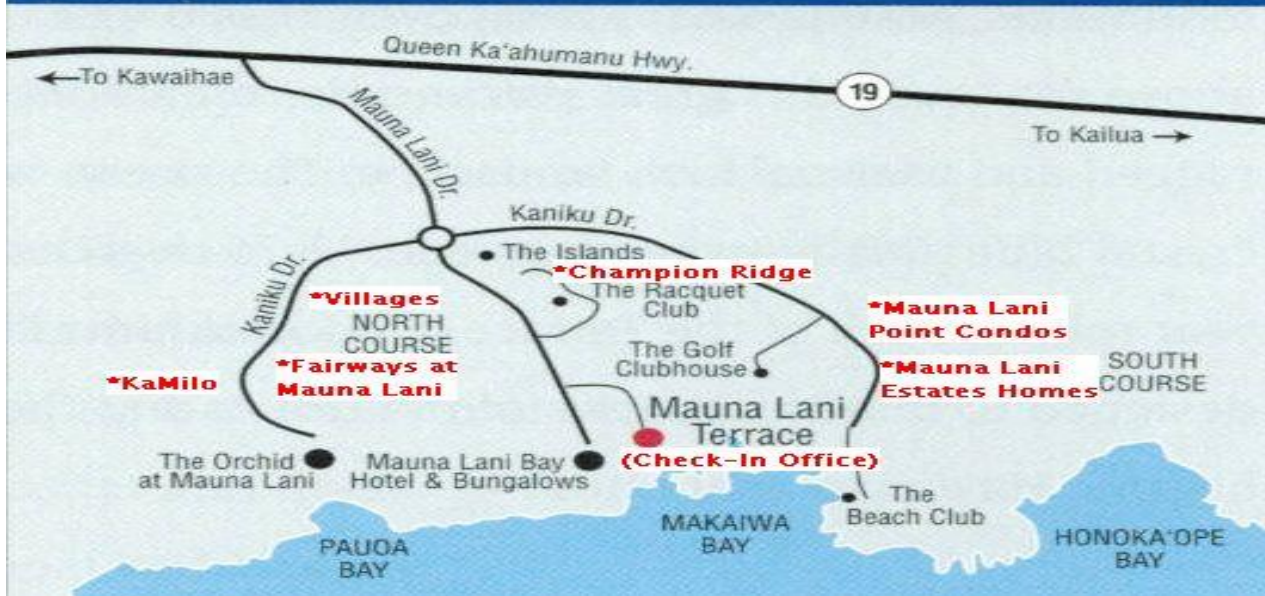 Queen Ka'ahumanu Hwy.
←To Kawaihae
19
To Kailua →
Mauna Lani Dr.
Kaniku Dr.
The Islands
*Champion Ridge
The Racquet
Club
Kaniku Dr.
*Villages
NORTH
COURSE
*Mauna Lani
Point Condos
The Golf
Clubhouse
*Fairways at
Mauna Lani
*KaMilo
*Mauna Lani
Estates Homes
SOUTH
COURSE
Mauna Lani
Terrace
(Check-In Office)
The Orchid
at Mauna Lani
Mauna Lani Bay
Hotel & Bungalows
The
Beach Club
MAKAIWA
BAY
PAUOA
BAY
HONOKA'OPE
BAY